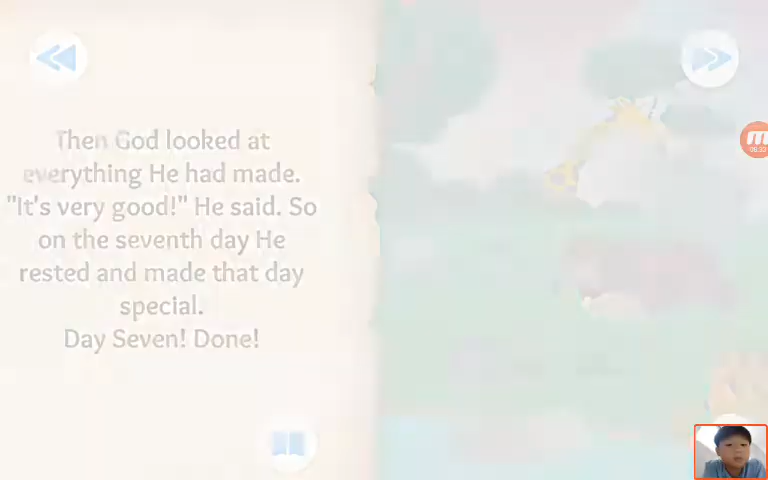 Then God looked at
everything He had made.
"It's very good!" He said. So
on the seventh day He
rested and made that day
special.
Day Seven! Done!